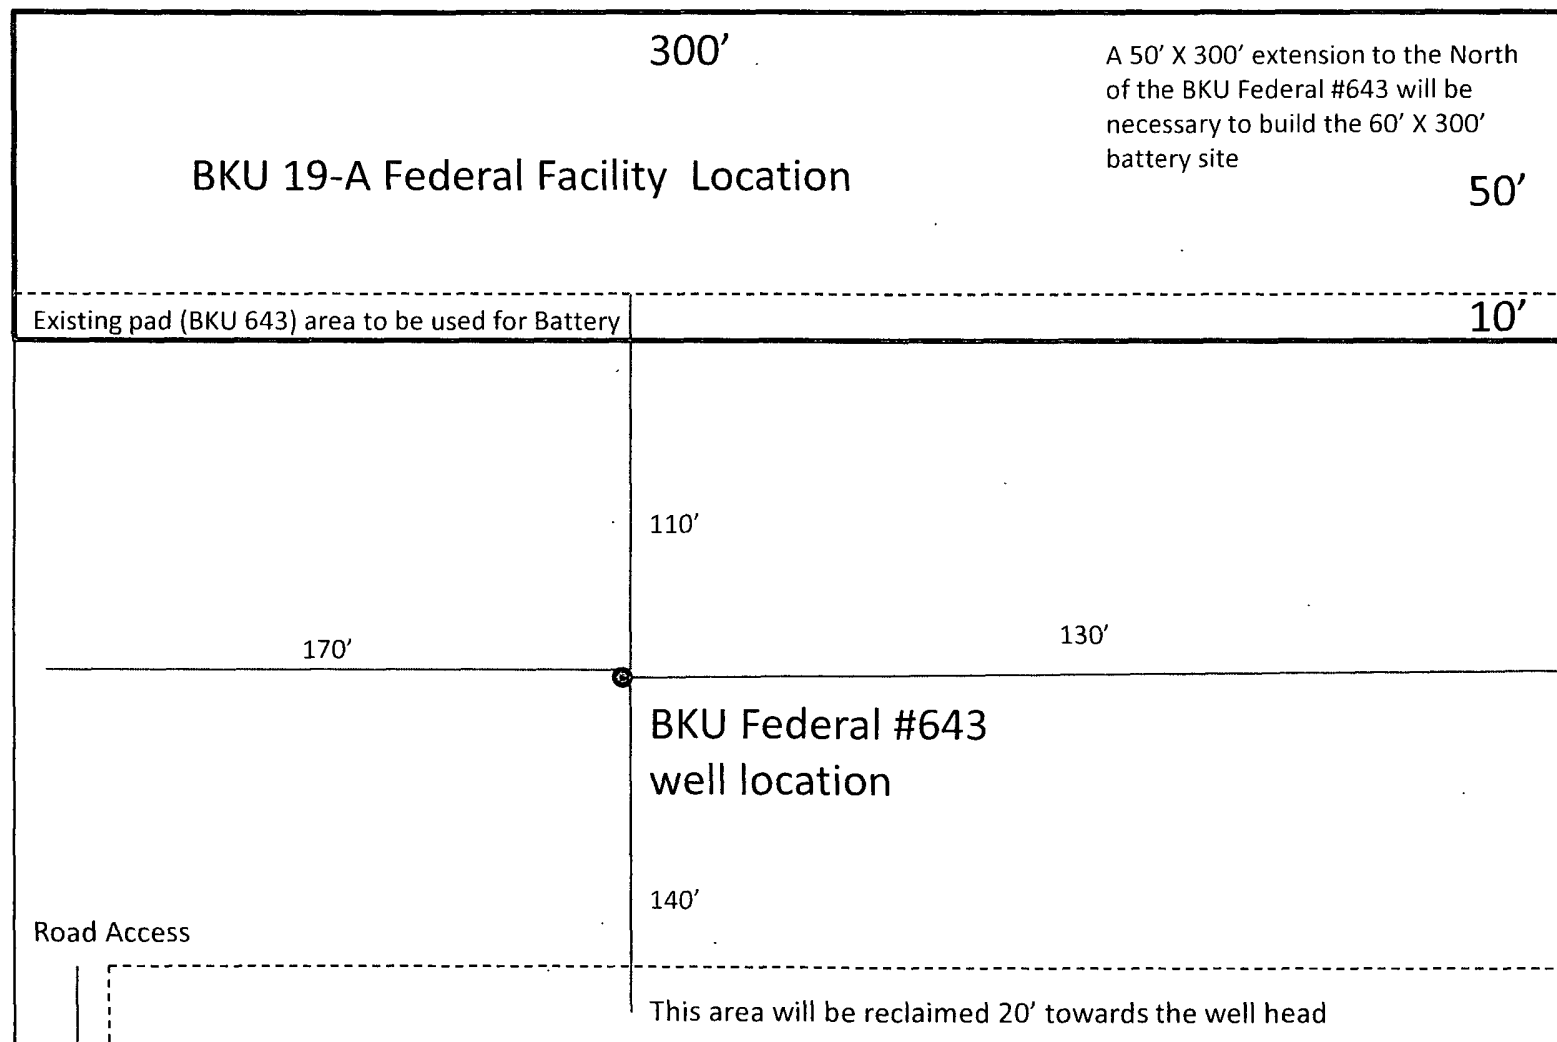 300′
A 50′ X 300′ extension to the North
of the BKU Federal #643 will be
necessary to build the 60′ X 300′
battery site
BKU 19-A Federal Facility Location
50′
Existing pad (BKU 643) area to be used for Battery
10′
110′
170′
130′
BKU Federal #643
well location
140′
Road Access
This area will be reclaimed 20′ towards the well head